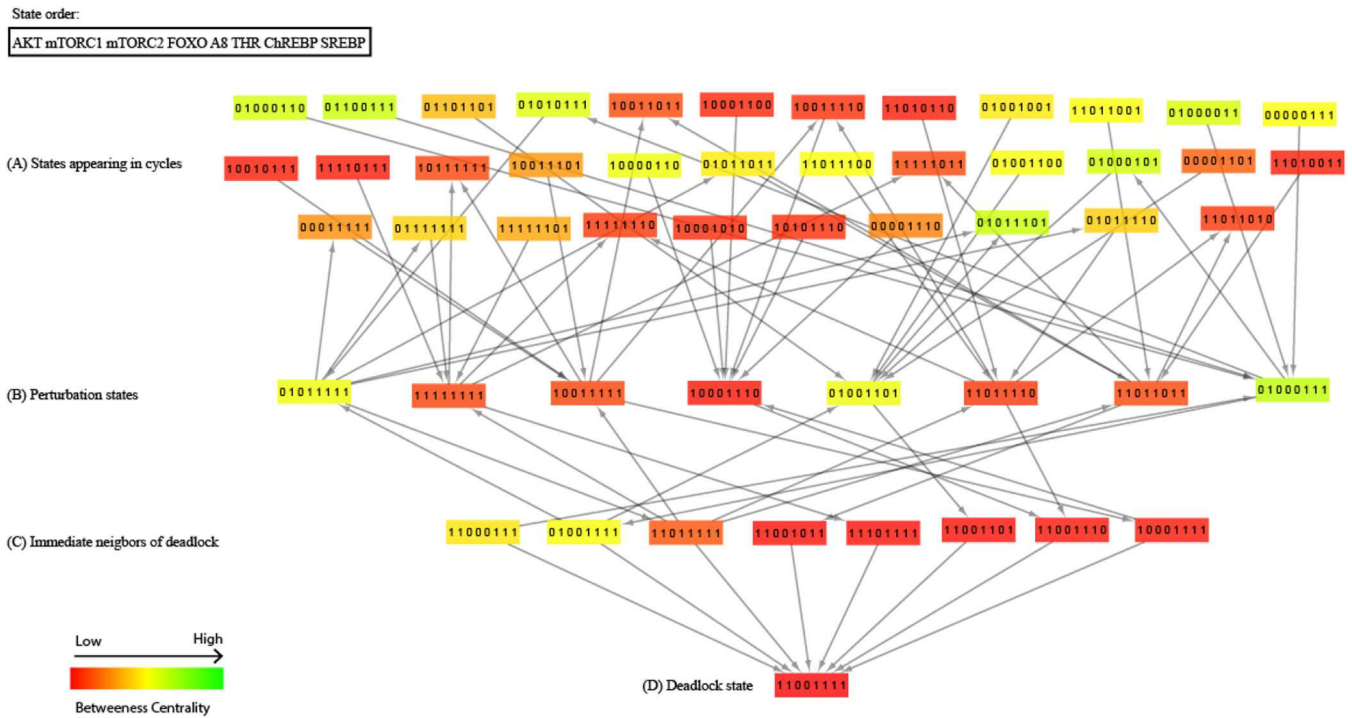 State order:
AKT mTORC1 mTORC2 FOXO A8 THR ChREBP SREBP
01000110 01100111 01101101 01010111 10011011 10001100 10011110 11010110 01001001 11011001 01000011 00000111
(A) States appearing in cycles
10010111 11110111 10111111 10011101 10000110 01011011 11011100 11111011 01001100 01000101 00001101 11010011
00011111 01111111 11111101 11111110 10001010 10101110 00001110 01011101 01011110 11011010
(B) Perturbation states
01011111 11111111 10011111 10001110 01001101 11011110 11011011 01000111
(C) Immediate neigbors of deadlock
11000111 01001111 11011111 11001011 11101111 11001101 11001110 10001111
Low High
Betweeness Centrality
(D) Deadlock state
11001111